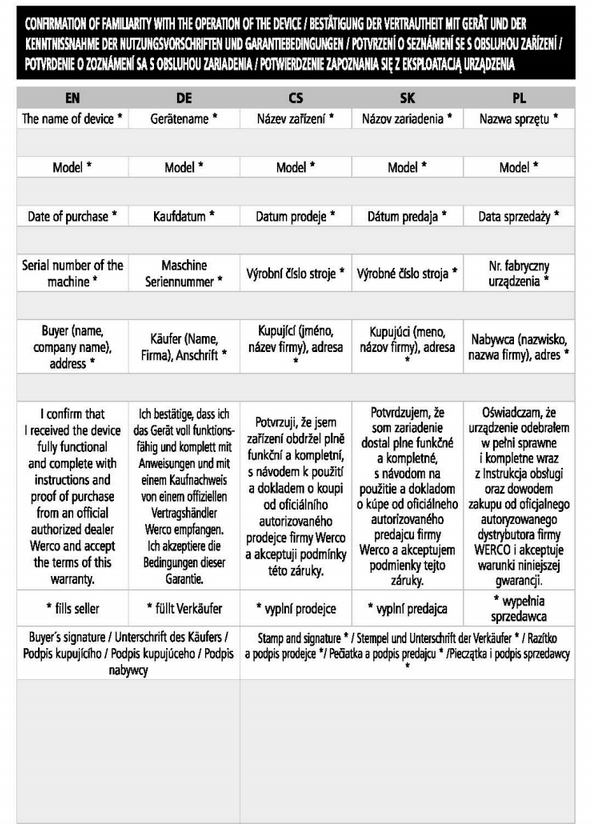 CONFIRMATION OF FAMILIARITY WITH THE OPERATION OF THE DEVICE / BESTÄTIGUNG DER VERTRAUTHEIT MIT GERÄT UND DER
KENNTNISSNAHME DER NUTZUNGSVORSCHRIFTEN UND GARANTIEBEDINGUNGEN / POTVRZENÍ O SEZNÁMENÍ SE S OBSLUHOU ZAŘÍZENÍ /
POTVRDENIE O ZOZNÁMENÍ SA S OBSLUHOU ZARIADENIA / POTWIERDZENIE ZAPOZNANIA SIĘ Z EKSPLOATACJĄ URZĄDZENIA
EN DE CS SK PL
The name of device * Gerätename * Název zařízení * Názov zariadenia * Nazwa sprzętu *
Model * Model * Model * Model * Model *
Date of purchase * Kaufdatum * Datum prodeje * Dátum predaja * Data sprzedaży *
Serial number of the
machine *
Maschine
Seriennummer *
Výrobní číslo stroje *
Výrobné číslo stroja *
Nr. fabryczny
urządzenia *
Buyer (name,
company name),
address *
Käufer (Name,
Firma), Anschrift *
Kupující (jméno,
název firmy), adresa
*
Kupujúci (meno,
názov firmy), adresa
*
Nabywca (nazwisko,
nazwa firmy), adres *
I confirm that
I received the device
fully functional
and complete with
instructions and
proof of purchase
from an official
authorized dealer
Werco and accept
the terms of this
warranty.
Ich bestätige, dass ich
das Gerät voll funktions-
fähig und komplett mit
Anweisungen und mit
einem Kaufnachweis
von einem offiziellen
Vertragshändler
Werco empfangen.
Ich akzeptiere die
Bedingungen dieser
Garantie.
Potvrzuji, že jsem
zařízení obdržel plně
funkční a kompletní,
s návodem k použití
a dokladem o koupi
od oficiálního
autorizovaného
prodejce firmy Werco
a akceptuji podmínky
této záruky.
Potvrdzujem, že
som zariadenie
dostal plne funkčné
a kompletné,
s návodom na
použitie a dokladom
o kúpe od oficiálneho
autorizovaného
predajcu firmy
Werco a akceptujem
podmienky tejto
záruky.
Oświadczam, że
urządzenie odebrałem
w pełni sprawne
i kompletne wraz
z Instrukcja obsługi
oraz dowodem
zakupu od oficjalnego
autoryzowanego
dystrybutora firmy
WERCO i akceptuje
warunki niniejszej
gwarancji.
* fills seller * füllt Verkäufer * vyplní prodejce * vyplní predajca
* wypełnia
sprzedawca
Buyer´s signature / Unterschrift des Käufers /
Podpis kupujícího / Podpis kupujúceho / Podpis
nabywcy
Stamp and signature * / Stempel und Unterschrift der Verkäufer * / Razítko
a podpis prodejce */ Pečiatka a podpis predajcu * /Pieczątka i podpis sprzedawcy
*